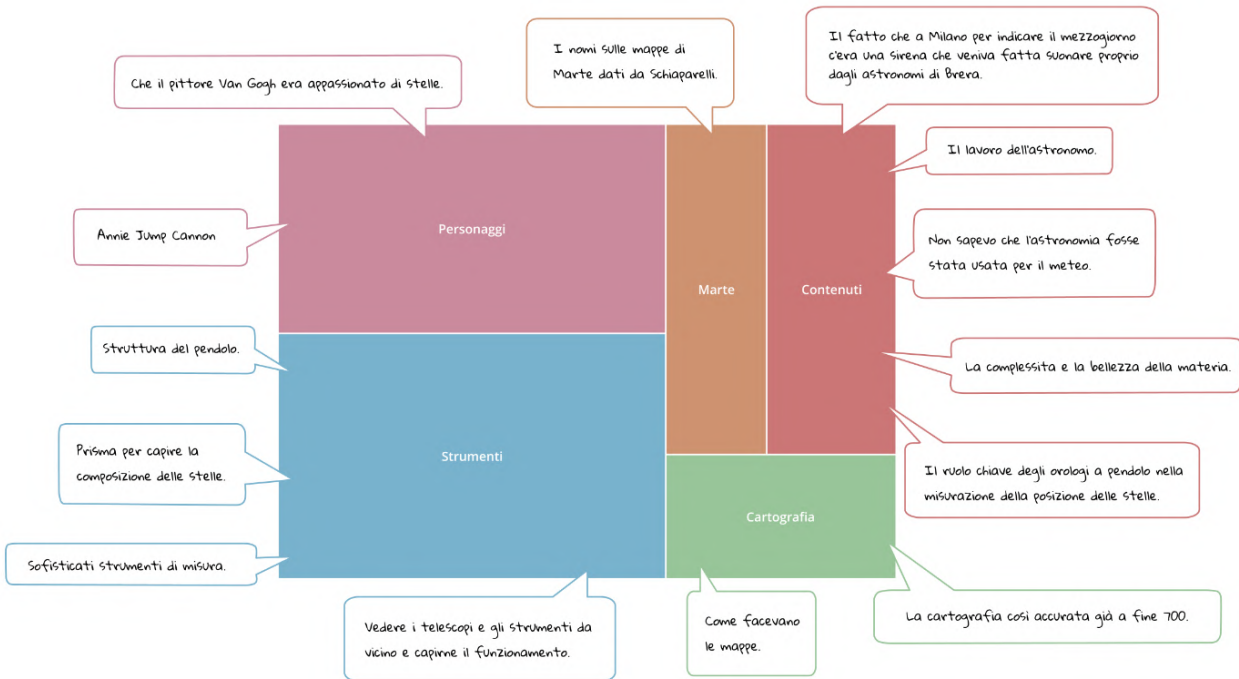 Il fatto che a Milano per indicare il mezzogiorno
c'era una sirena che veniva fatta suonare proprio
dagli astronomi di Brera.
I nomi sulle mappe di
Marte dati da Schiaparelli.
Che il pittore Van Gogh era appassionato di stelle.
Il lavoro dell'astronomo.
Annie Jump Cannon
Personaggi
Non sapevo che l'astronomia fosse
stata usata per il meteo.
Marte
Contenuti
Struttura del pendolo.
La complessita e la bellezza della materia.
Prisma per capire la
composizione delle stelle.
Strumenti
Il ruolo chiave degli orologi a pendolo nella
misurazione della posizione delle stelle.
Cartografia
Sofisticati strumenti di misura.
Vedere i telescopi e gli strumenti da
vicino e capirne il funzionamento.
Come facevano
le mappe.
La cartografia così accurata già a fine 700.